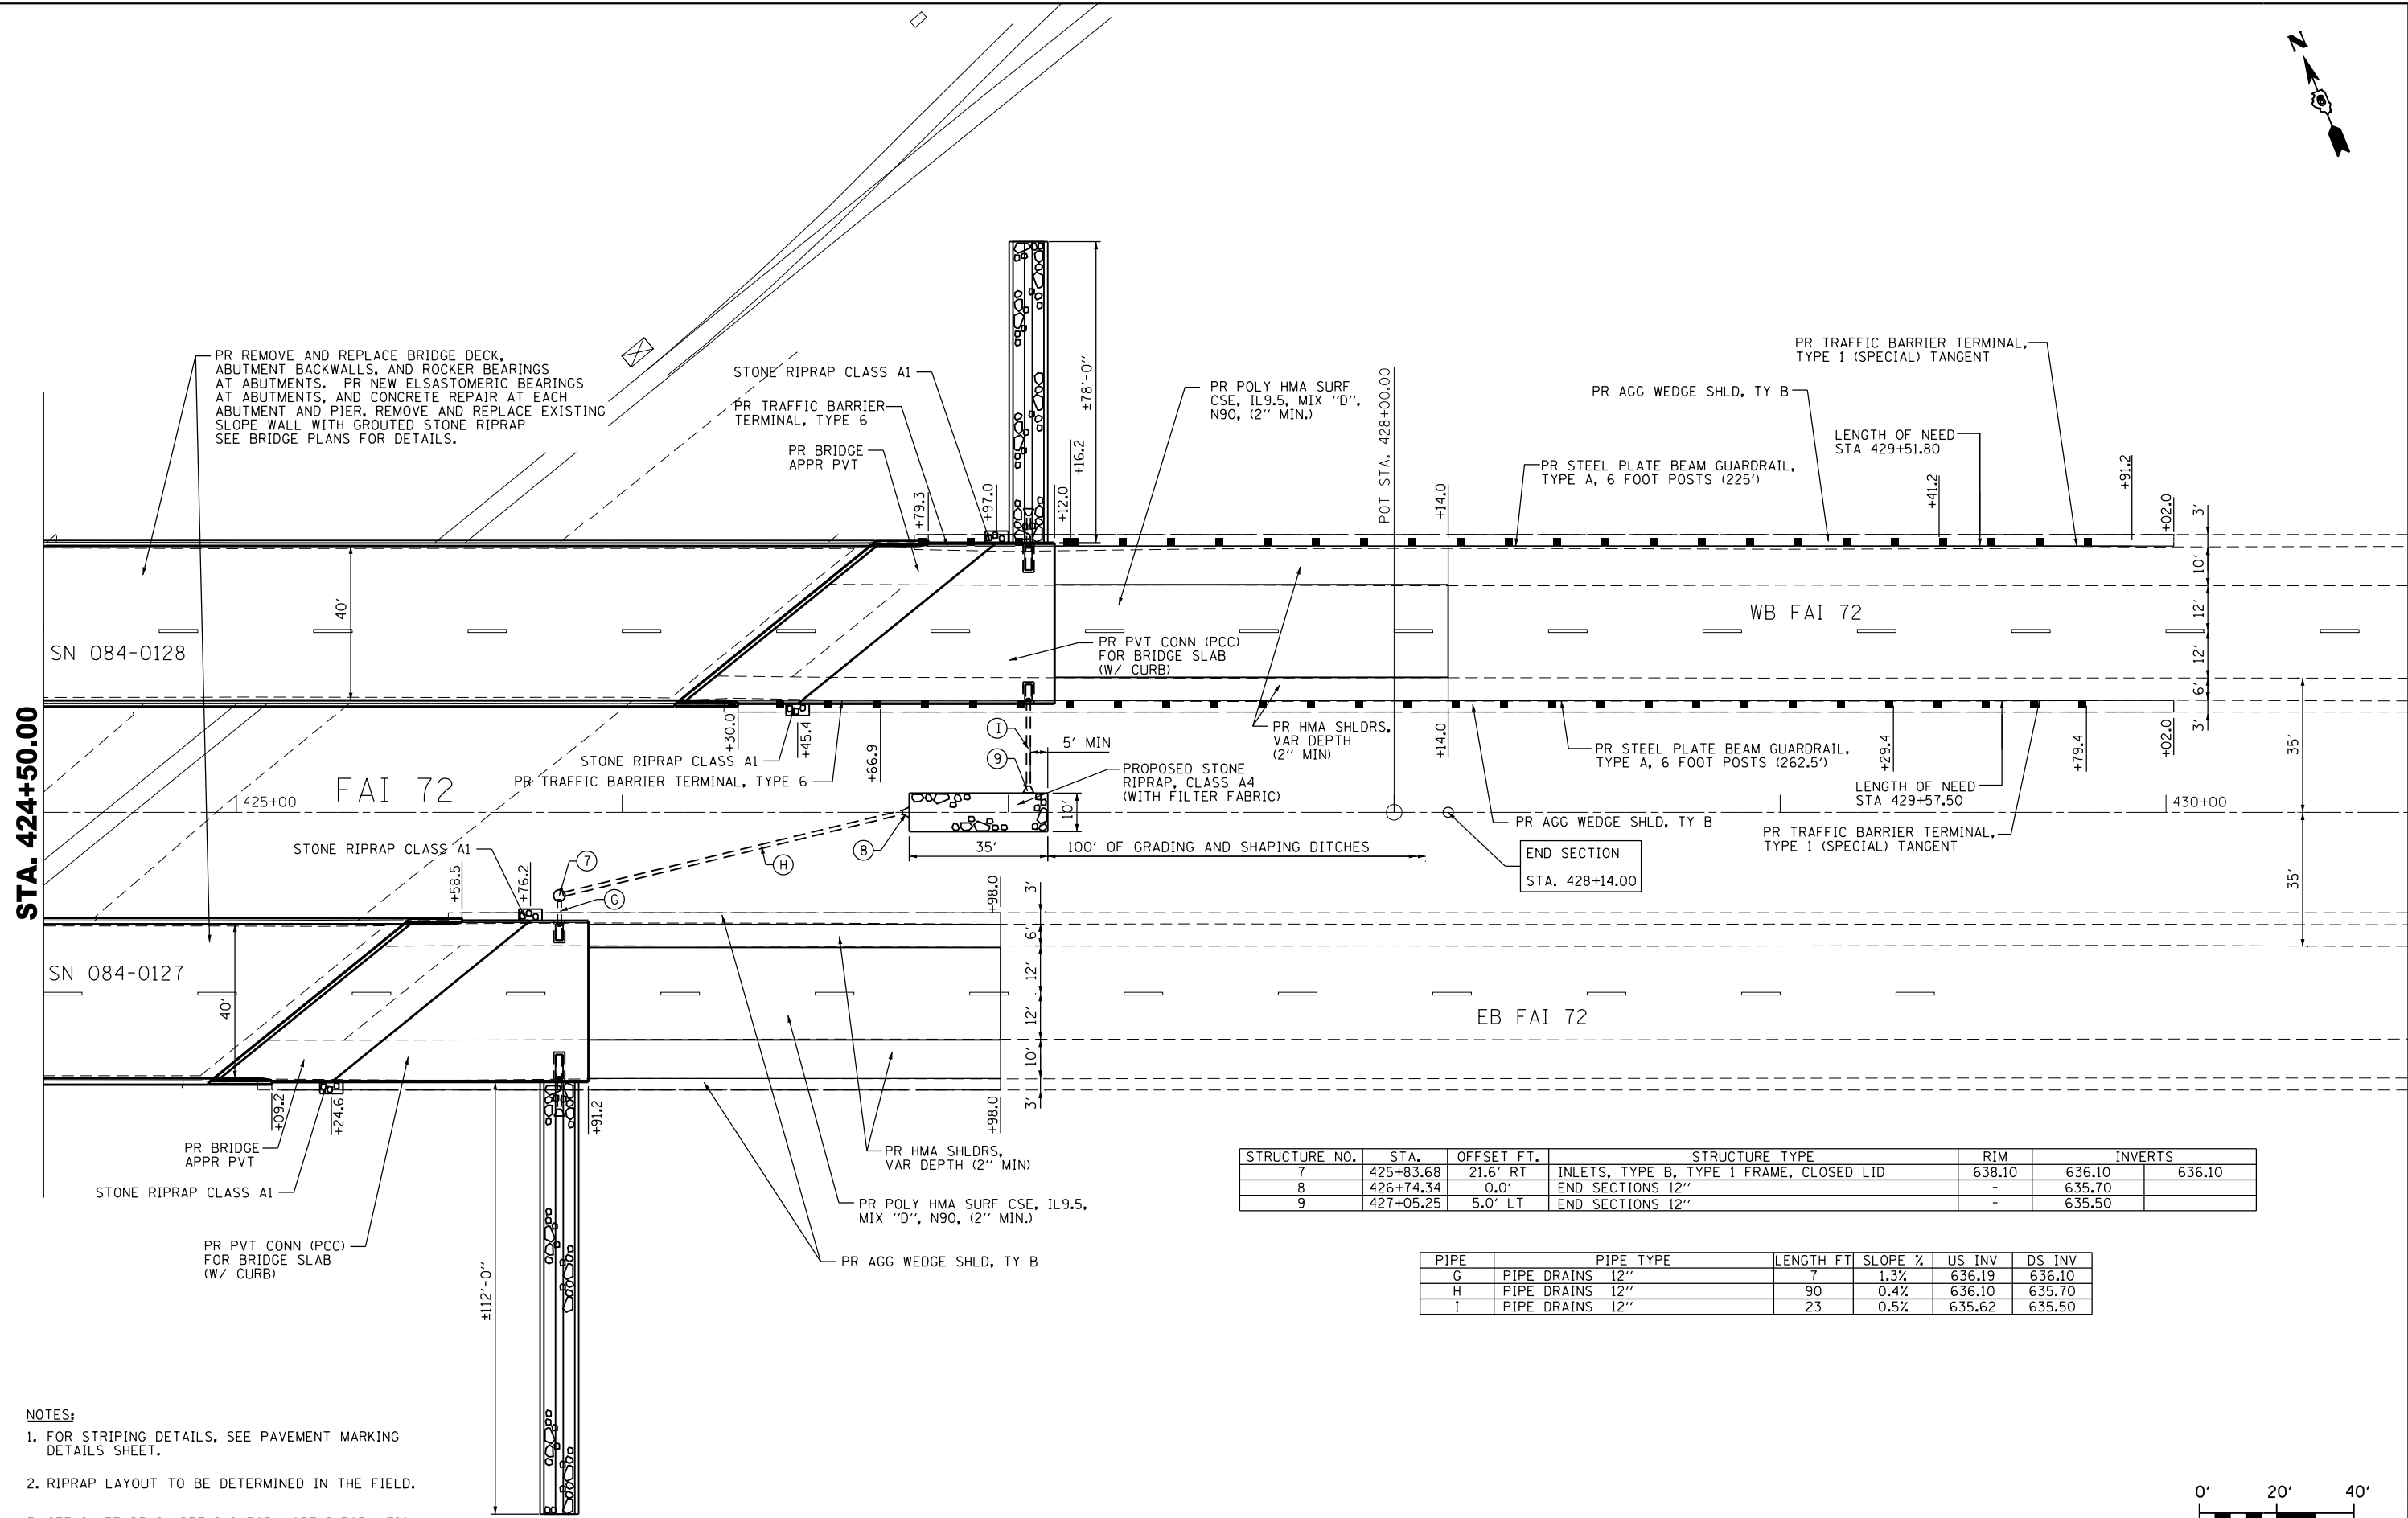 N
PR REMOVE AND REPLACE BRIDGE DECK,
ABUTMENT BACKWALLS, AND ROCKER BEARINGS
AT ABUTMENTS.  PR NEW ELSASTOMERIC BEARINGS
AT ABUTMENTS, AND CONCRETE REPAIR AT EACH
ABUTMENT AND PIER, REMOVE AND REPLACE EXISTING
SLOPE WALL WITH GROUTED STONE RIPRAP
SEE BRIDGE PLANS FOR DETAILS.
STONE RIPRAP CLASS A1
PR TRAFFIC BARRIER
TERMINAL, TYPE 6
PR BRIDGE
APPR PVT
±78'-0''
PR POLY HMA SURF
CSE, IL9.5, MIX ''D'',
N90, (2'' MIN.)
POT STA. 428+00.00
PR TRAFFIC BARRIER TERMINAL,
TYPE 1 (SPECIAL) TANGENT
PR AGG WEDGE SHLD, TY B
LENGTH OF NEED
STA 429+51.80
PR STEEL PLATE BEAM GUARDRAIL,
TYPE A, 6 FOOT POSTS (225')
+79.3
+97.0
+12.0
+16.2
+14.0
+41.2
+91.2
+02.0
3'
10'
12'
12'
6'
3'
35'
35'
40'
SN 084-0128
WB FAI 72
PR PVT CONN (PCC)
FOR BRIDGE SLAB
(W/ CURB)
STA. 424+50.00
+30.0
+45.4
+66.9
STONE RIPRAP CLASS A1
PR TRAFFIC BARRIER TERMINAL, TYPE 6
I
9
5' MIN
PROPOSED STONE
RIPRAP, CLASS A4
(WITH FILTER FABRIC)
PR HMA SHLDRS,
VAR DEPTH
(2'' MIN)
+14.0
PR STEEL PLATE BEAM GUARDRAIL,
TYPE A, 6 FOOT POSTS (262.5')
+29.4
+79.4
+02.0
LENGTH OF NEED
STA 429+57.50
425+00
FAI 72
430+00
10'
PR AGG WEDGE SHLD, TY B
PR TRAFFIC BARRIER TERMINAL,
TYPE 1 (SPECIAL) TANGENT
STONE RIPRAP CLASS A1
7
H
8
G
35'
100' OF GRADING AND SHAPING DITCHES
END SECTION
STA. 428+14.00
+58.5
+76.2
+98.0
3'
6'
12'
12'
10'
3'
SN 084-0127
40'
EB FAI 72
+09.2
+24.6
+91.2
+98.0
PR BRIDGE
APPR PVT
STONE RIPRAP CLASS A1
PR PVT CONN (PCC)
FOR BRIDGE SLAB
(W/ CURB)
±112'-0''
PR HMA SHLDRS,
VAR DEPTH (2'' MIN)
PR POLY HMA SURF CSE, IL9.5,
MIX ''D'', N90, (2'' MIN.)
PR AGG WEDGE SHLD, TY B
STRUCTURE NO. STA. OFFSET FT. STRUCTURE TYPE RIM INVERTS
7 425+83.68 21.6' RT INLETS, TYPE B, TYPE 1 FRAME, CLOSED LID 638.10 636.10 636.10
8 426+74.34 0.0' END SECTIONS 12'' - 635.70
9 427+05.25 5.0' LT END SECTIONS 12'' - 635.50
PIPE PIPE TYPE LENGTH FT SLOPE % US INV DS INV
G PIPE DRAINS 12'' 7 1.3% 636.19 636.10
H PIPE DRAINS 12'' 90 0.4% 636.10 635.70
I PIPE DRAINS 12'' 23 0.5% 635.62 635.50
NOTES:
1. FOR STRIPING DETAILS, SEE PAVEMENT MARKING
DETAILS SHEET.
2. RIPRAP LAYOUT TO BE DETERMINED IN THE FIELD.
0' 20' 40'